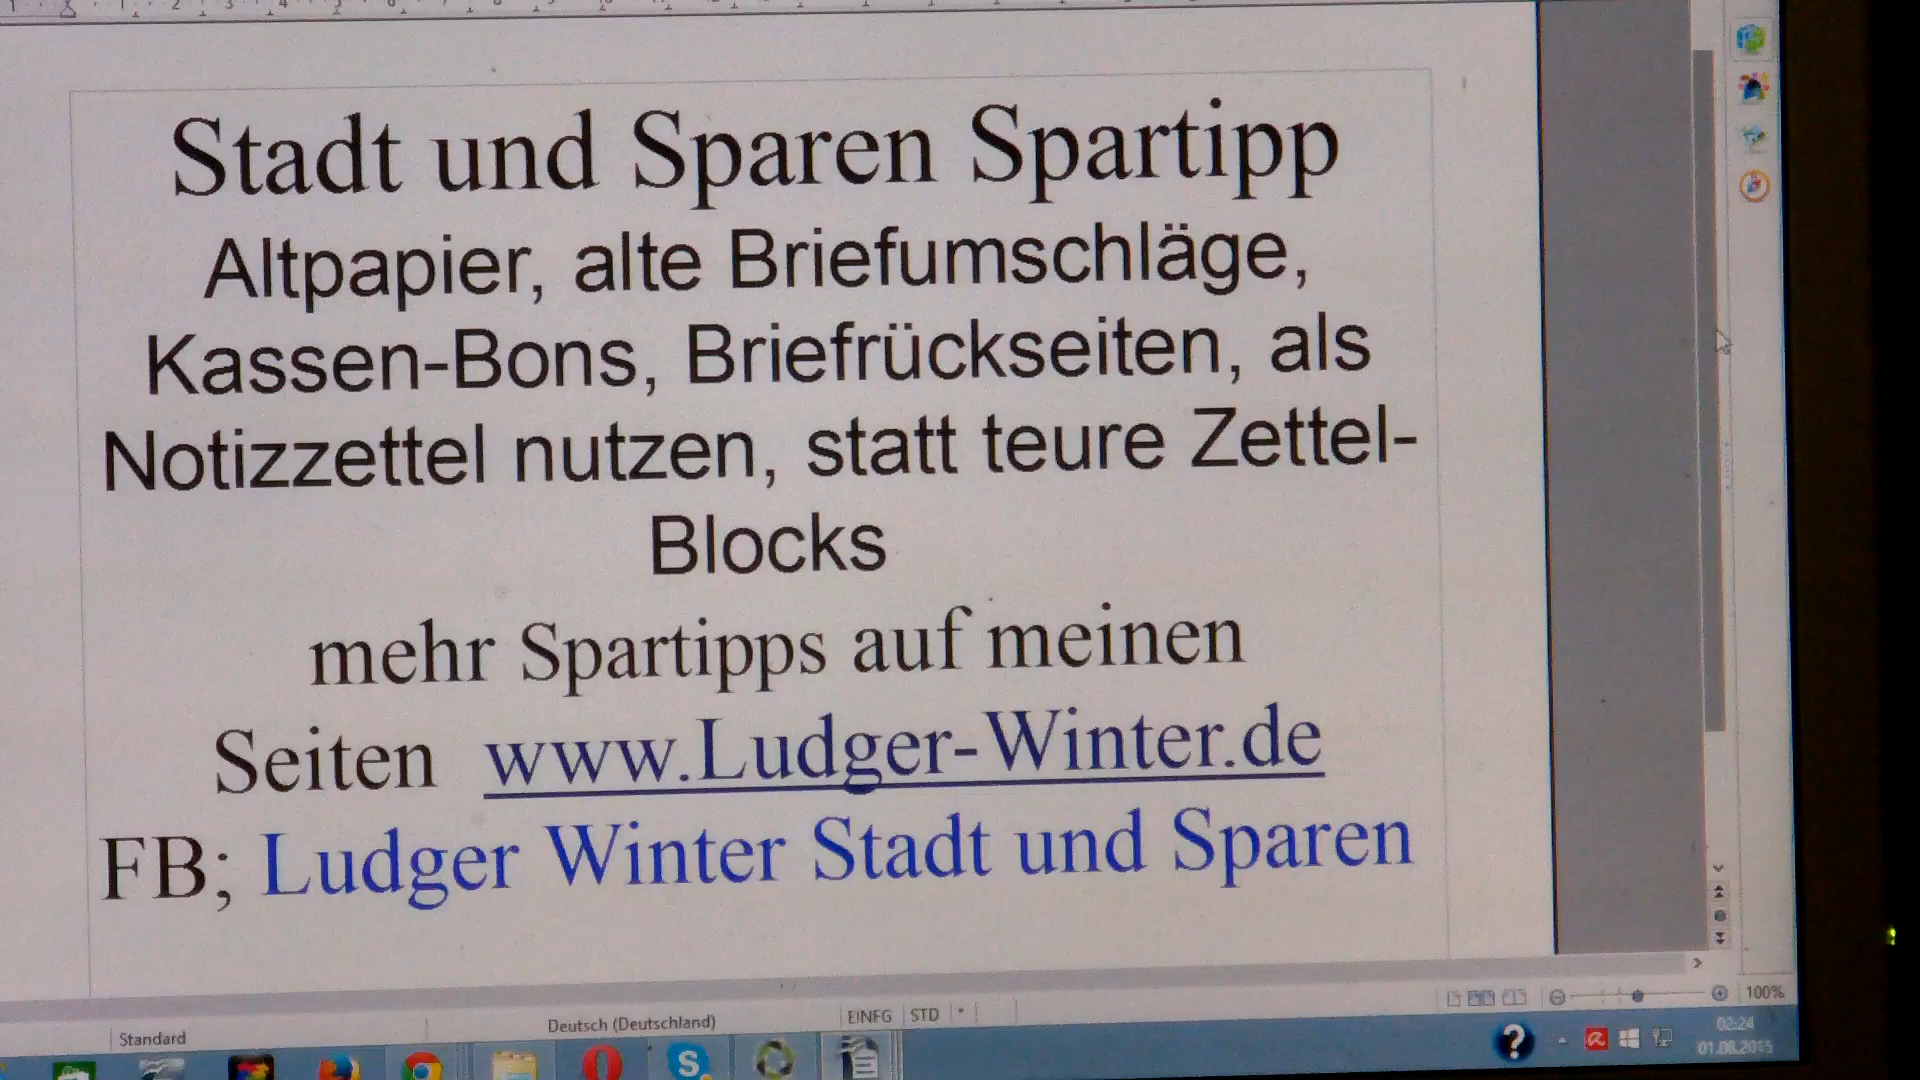 Stadt und Sparen Spartipp
Altpapier, alte Briefumschläge,
Kassen-Bons, Briefrückseiten, als
Notizzettel nutzen, statt teure Zettel-
Blocks
mehr Spartipps auf meinen
Seiten www.Ludger-Winter.de
FB; Ludger Winter Stadt und Sparen
100%
Standard
Deutsch (Deutschland)
EINFG
STD
*
02:24